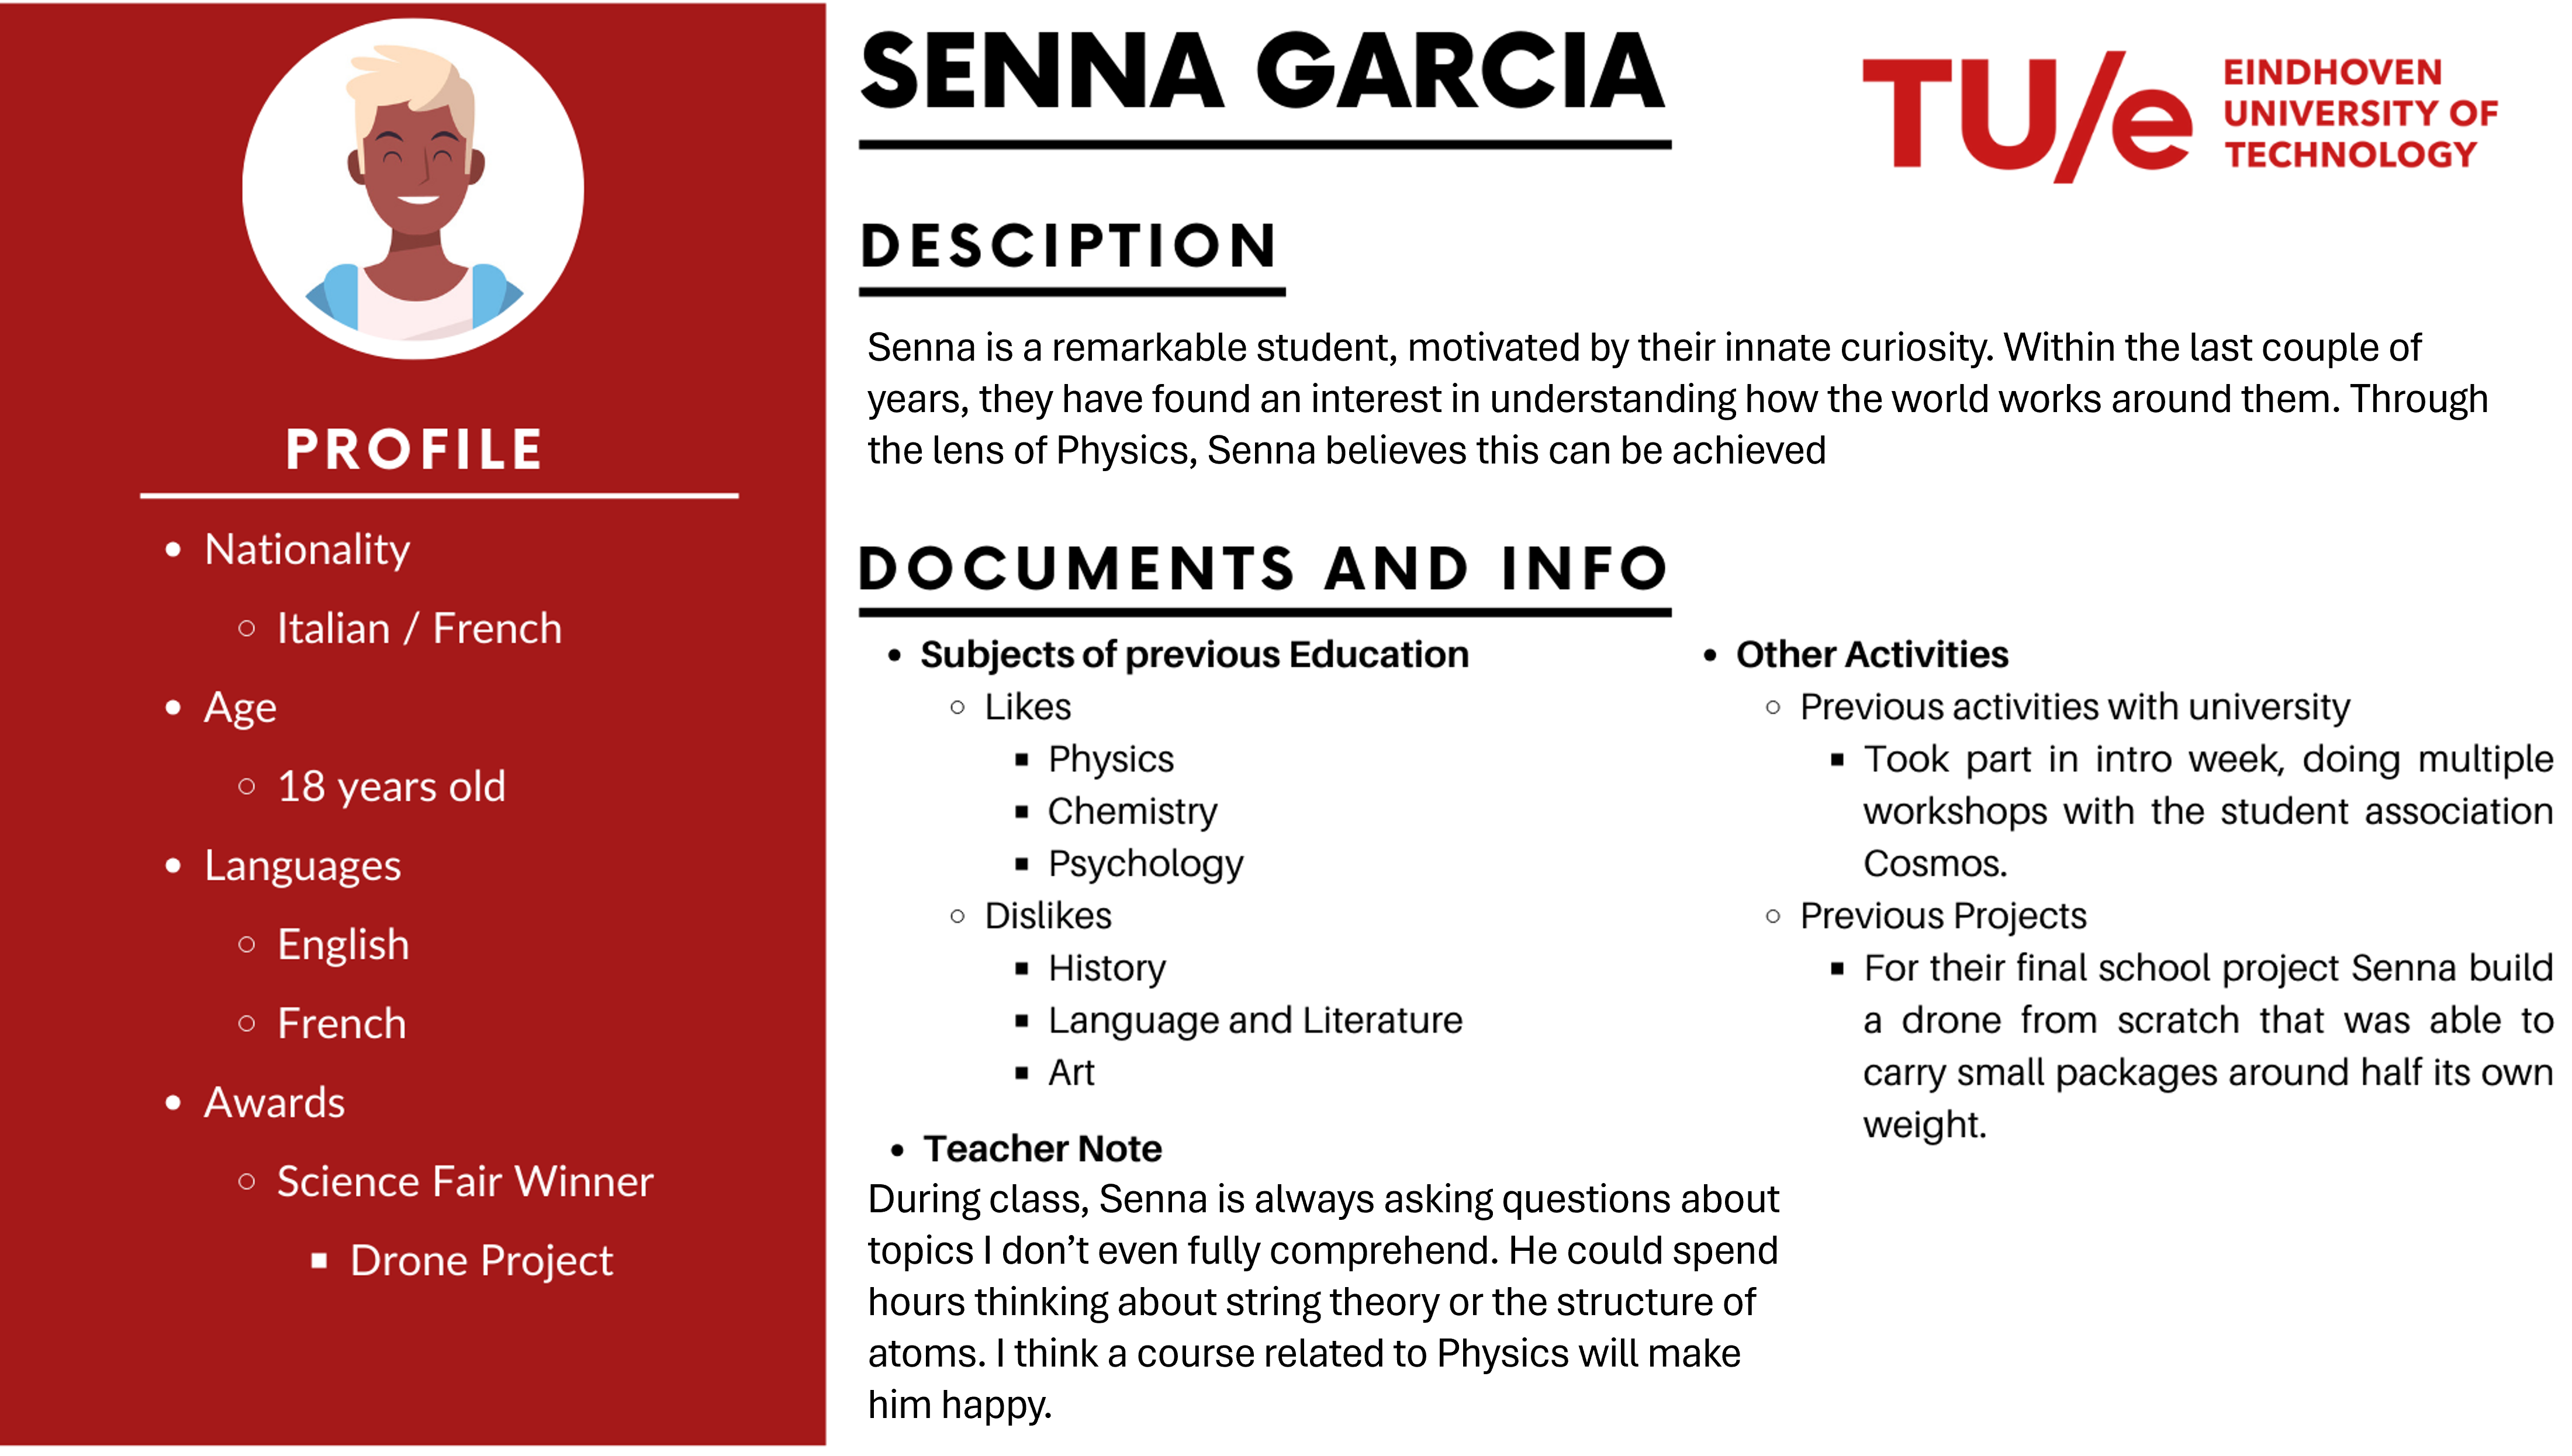 SENNA GARCIA
TU/e
EINDHOVEN
UNIVERSITY OF
TECHNOLOGY
PROFILE
• Nationality
○ Italian / French
• Age
○ 18 years old
• Languages
○ English
○ French
• Awards
○ Science Fair Winner
▪ Drone Project
DESCIPTION
Senna is a remarkable student, motivated by their innate curiosity. Within the last couple of
years, they have found an interest in understanding how the world works around them. Through
the lens of Physics, Senna believes this can be achieved
DOCUMENTS AND INFO
• Subjects of previous Education
○ Likes
▪ Physics
▪ Chemistry
▪ Psychology
○ Dislikes
▪ History
▪ Language and Literature
▪ Art
• Teacher Note
During class, Senna is always asking questions about
topics I don’t even fully comprehend. He could spend
hours thinking about string theory or the structure of
atoms. I think a course related to Physics will make
him happy.
• Other Activities
○ Previous activities with university
▪ Took part in intro week, doing multiple
workshops with the student association
Cosmos.
○ Previous Projects
▪ For their final school project Senna build
a drone from scratch that was able to
carry small packages around half its own
weight.